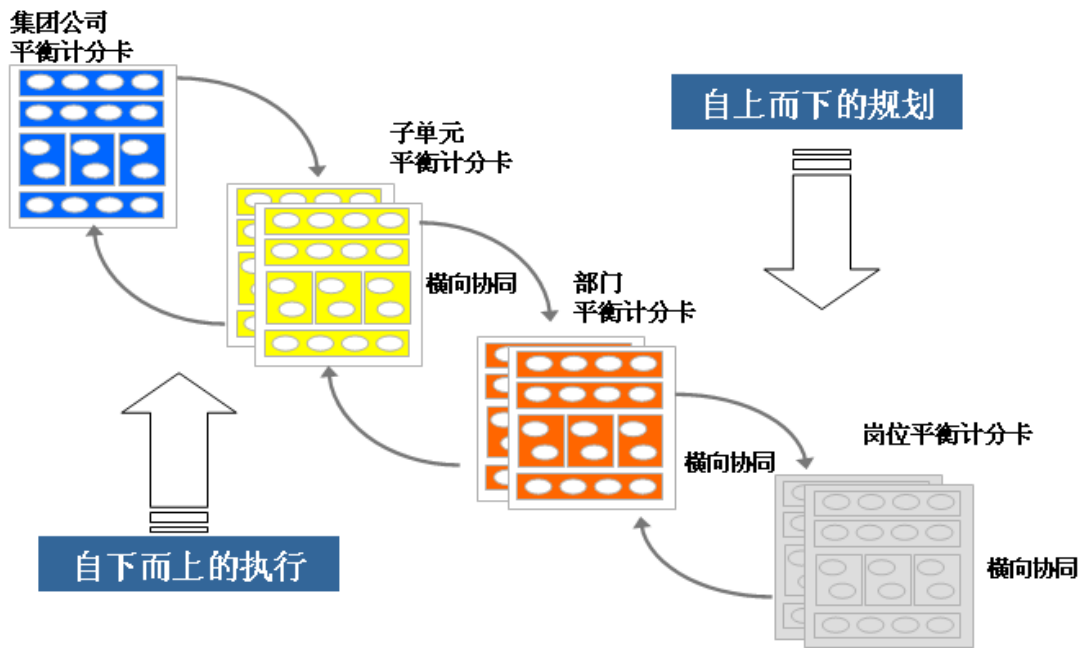 集团公司
平衡计分卡
自上而下的规划
子单元
平衡计分卡
横向协同
部门
平衡计分卡
岗位平衡计分卡
横向协同
自下而上的执行
横向协同